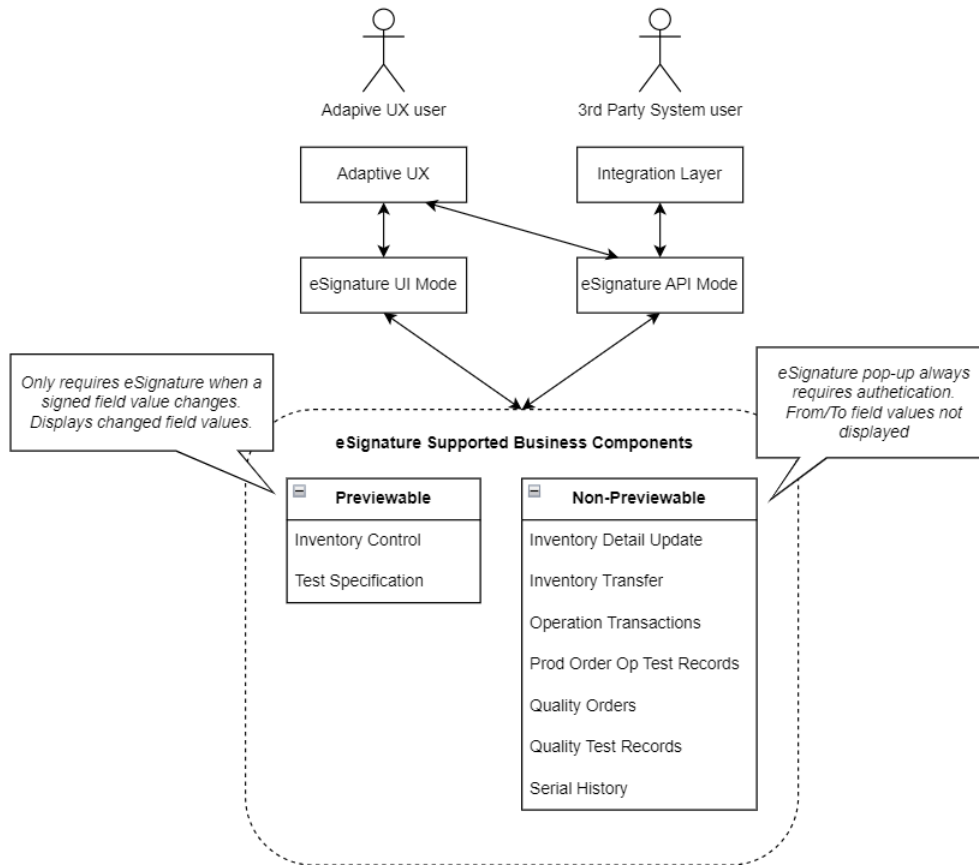 Adapive UX user
3rd Party System user
Adaptive UX
Integration Layer
eSignature UI Mode
eSignature API Mode
Only requires eSignature when a
signed field value changes.
Displays changed field values.
eSignature pop-up always
requires authetication.
From/To field values not
displayed
eSignature Supported Business Components
Previewable
Inventory Control
Test Specification
Non-Previewable
Inventory Detail Update
Inventory Transfer
Operation Transactions
Prod Order Op Test Records
Quality Orders
Quality Test Records
Serial History